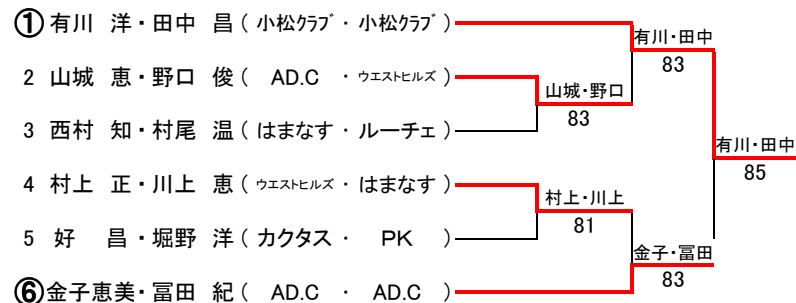 ① 有川 洋・田中 昌 ( 小松クラブ ・ 小松クラブ )
有川・田中
83
2 山城 恵・野口 俊 ( AD.C ・ ウエストヒルズ )
山城・野口
83
3 西村 知・村尾 温 ( はまなす ・ ルーチェ )
有川・田中
85
4 村上 正・川上 恵 ( ウエストヒルズ ・ はまなす )
村上・川上
81
5 好 昌・堀野 洋 ( カクタス ・ PK )
金子・冨田
83
⑥ 金子恵美・冨田 紀 ( AD.C ・ AD.C )